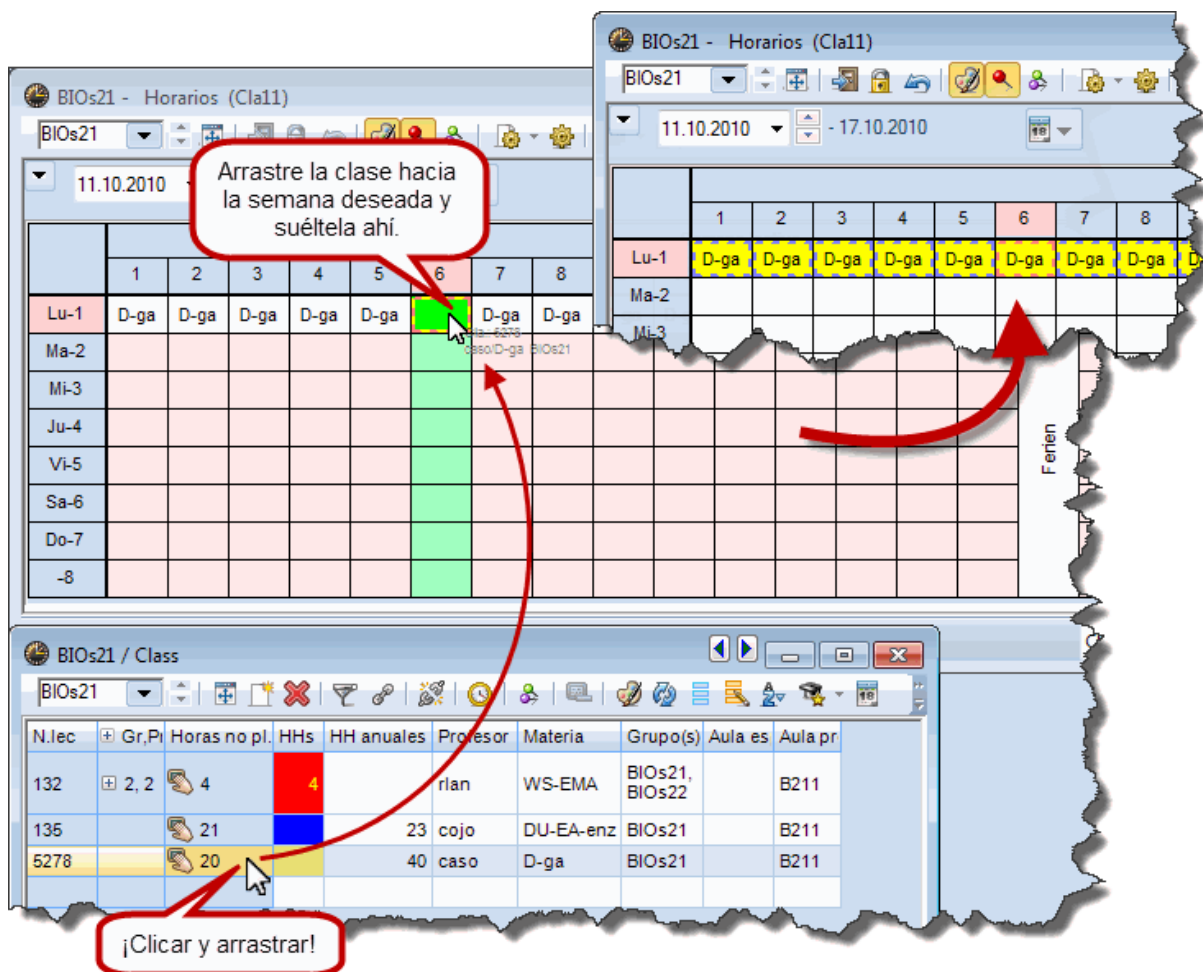 BIOs21 - Horarios (Cla11)
BIOs21
11.10.2010 - 17.10.2010
18
1 2 3 4 5 6 7 8
Lu-1 D-ga D-ga D-ga D-ga D-ga D-ga D-ga D-ga
Ma-2
Mi-3
BIOs21 - Horarios (Cla11)
BIOs21
11.10.2010
Arrastre la clase hacia
la semana deseada y
suéltela ahí.
1 2 3 4 5 6 7 8
Lu-1 D-ga D-ga D-ga D-ga D-ga D-ga D-ga
5278
caso/D-ga BIOs21
Ma-2
Mi-3
Ju-4
Vi-5
Sa-6
Do-7
-8
Ferien
BIOs21 / Class
BIOs21
18
N.lec Gr, Horas no pl. HHs HH anuales Profesor Materia Grupo(s) Aula es Aula pr
132 2, 2 4 4 rlan WS-EMA BIOs21, B211
BIOs22
135 21 23 cojo DU-EA-enz BIOs21 B211
5278 20 40 caso D-ga BIOs21 B211
¡Clicar y arrastrar!